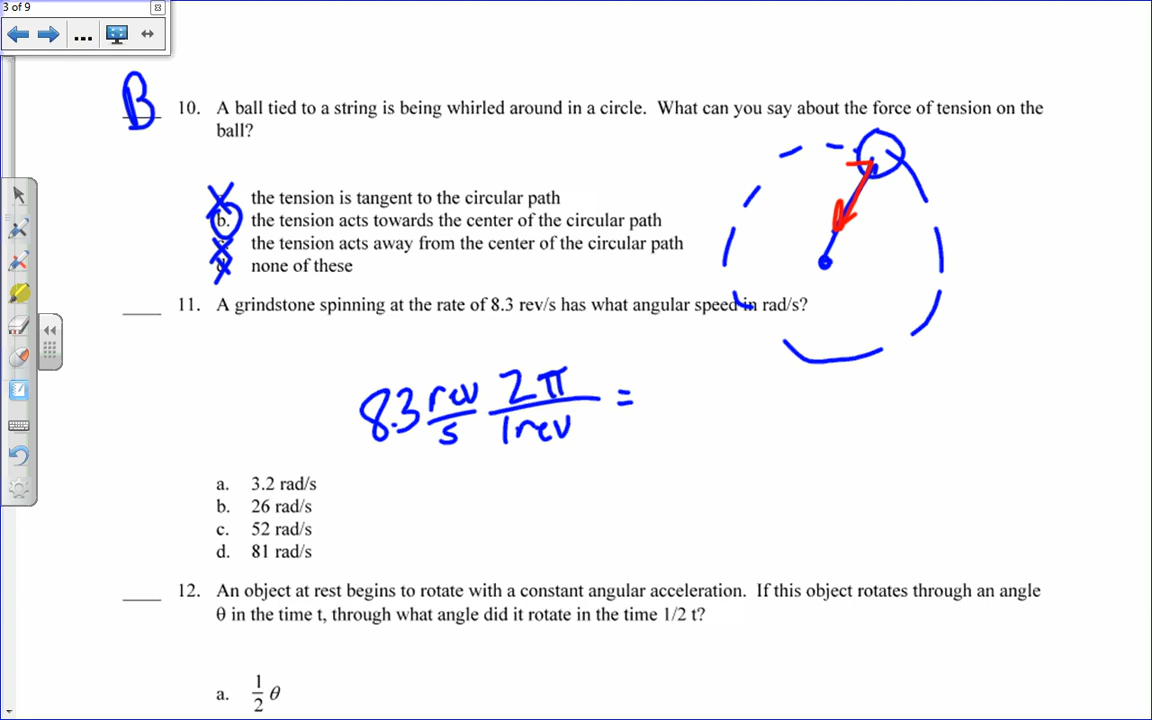 3 of 9
B 10. A ball tied to a string is being whirled around in a circle. What can you say about the force of tension on the
ball?
the tension is tangent to the circular path
b. the tension acts towards the center of the circular path
the tension acts away from the center of the circular path
none of these
11. A grindstone spinning at the rate of 8.3 rev/s has what angular speed in rad/s?
8.3 rev/s 2π/1rev =
a. 3.2 rad/s
b. 26 rad/s
c. 52 rad/s
d. 81 rad/s
12. An object at rest begins to rotate with a constant angular acceleration. If this object rotates through an angle
θ in the time t, through what angle did it rotate in the time 1/2 t?
a. 1/2 θ